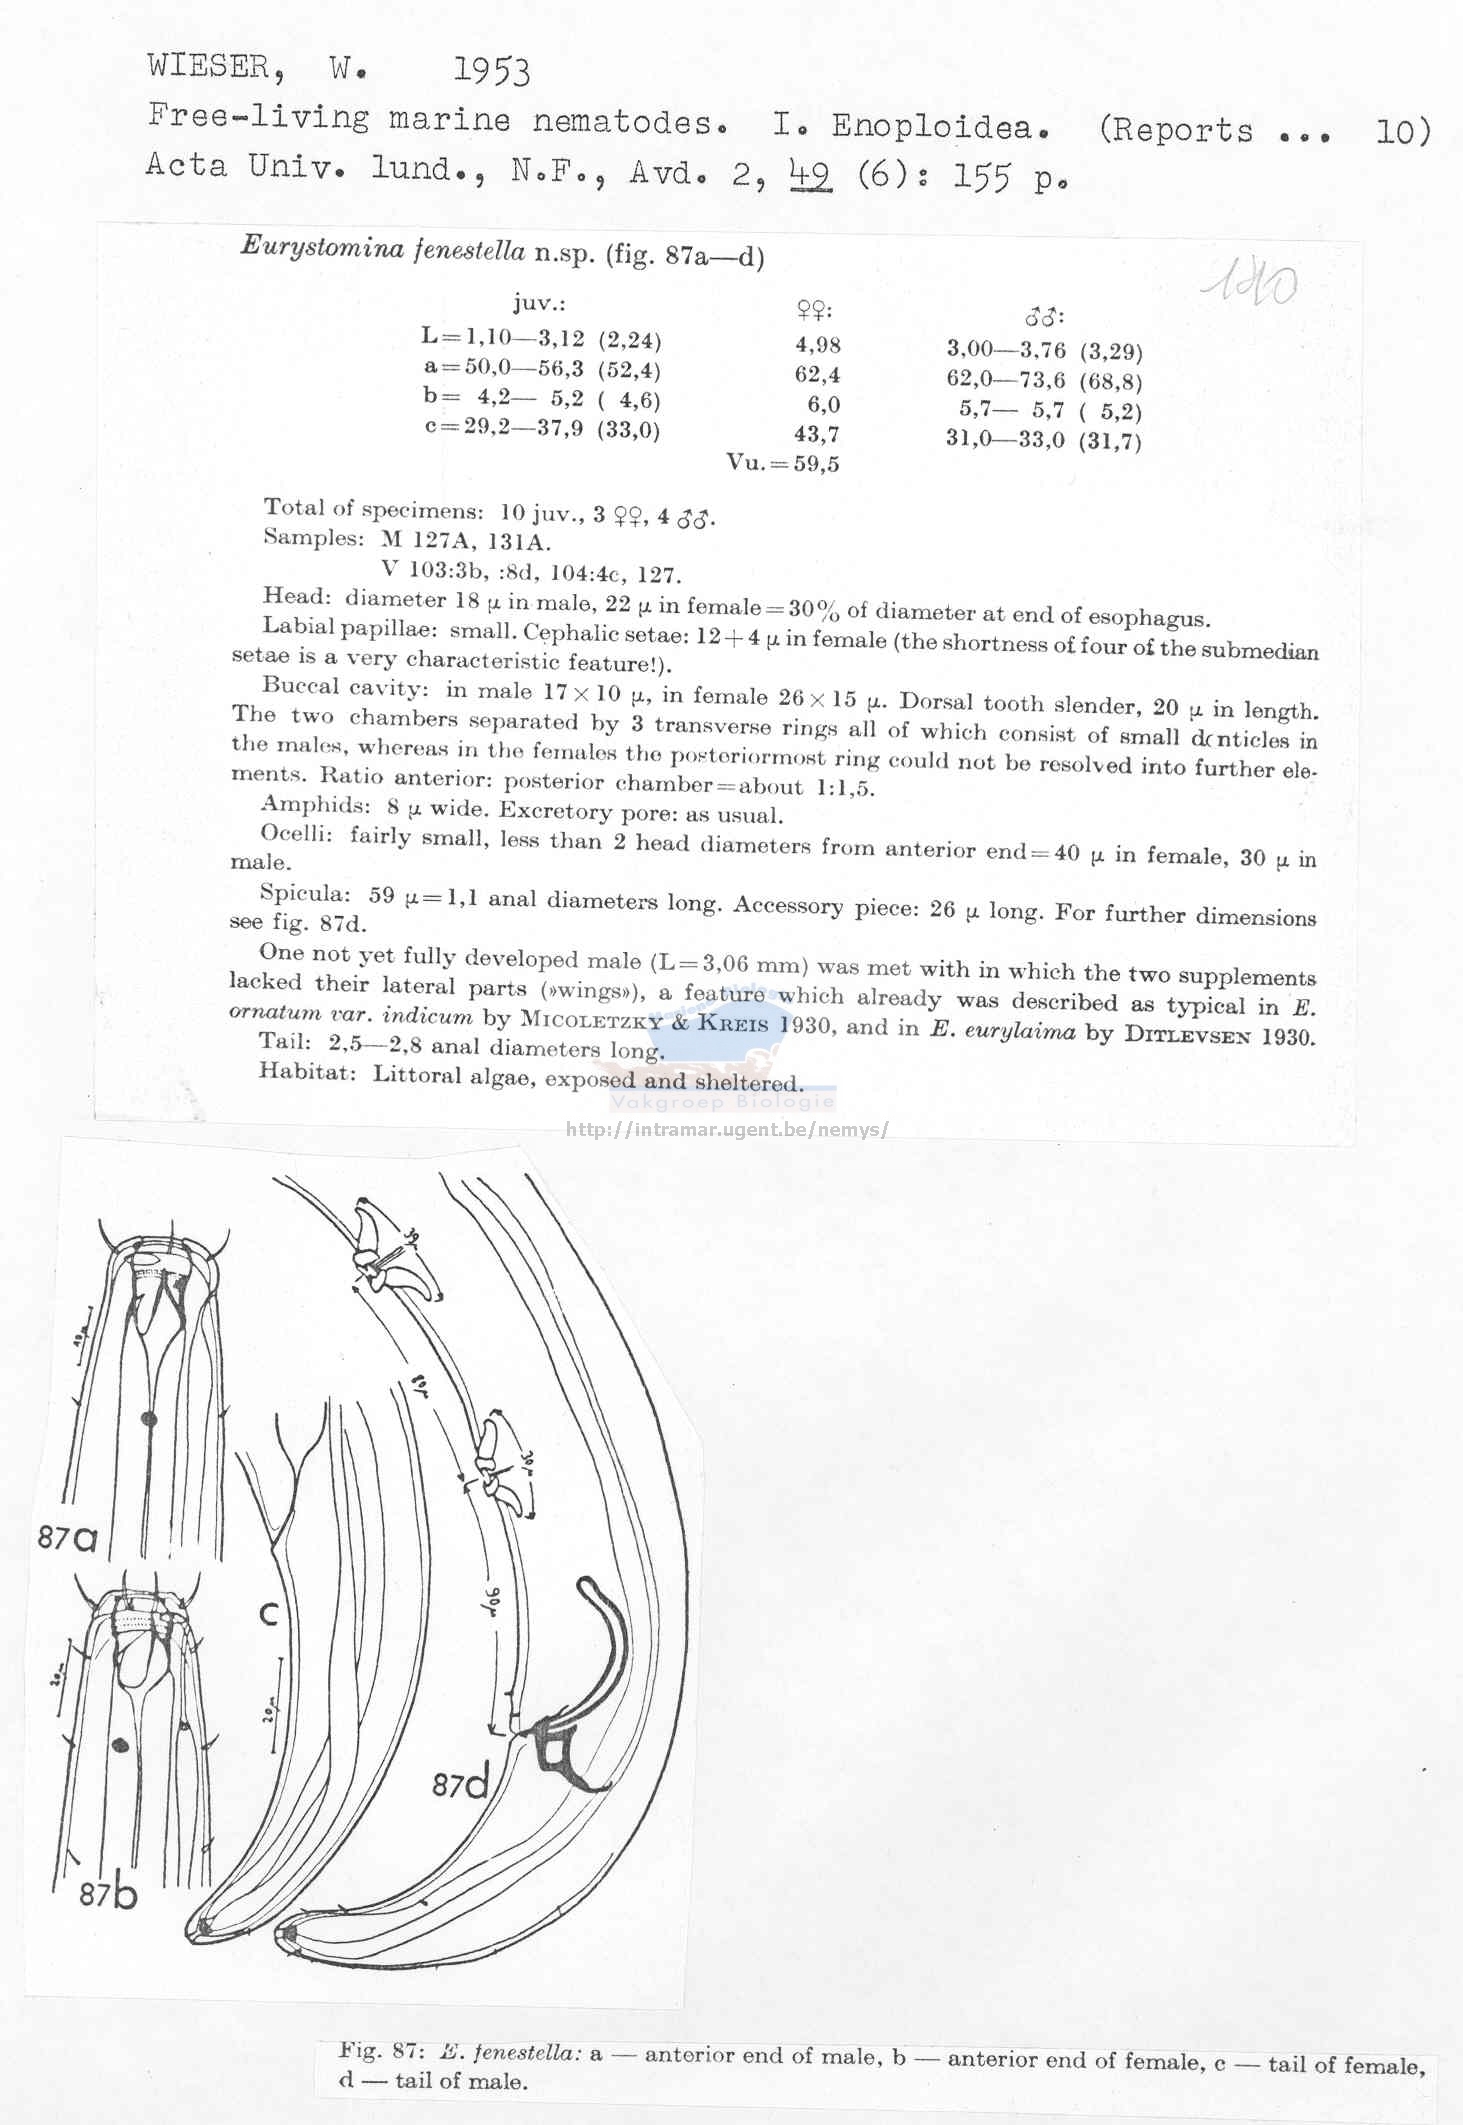 WIESER, W. 1953
Free-living marine nematodes. I. Enoploidea. (Reports ... 10)
Acta Univ. lund., N.F., Avd. 2, 49 (6): 155 p.
Eurystomina fenestella n.sp. (fig. 87a—d)
juv.: ♀♀: ♂♂:
L=1,10—3,12 (2,24) 4,98 3,00—3,76 (3,29)
a=50,0—56,3 (52,4) 62,4 62,0—73,6 (68,8)
b= 4,2— 5,2 ( 4,6) 6,0 5,7— 5,7 ( 5,2)
c=29,2—37,9 (33,0) 43,7 31,0—33,0 (31,7)
Vu.=59,5
Total of specimens: 10 juv., 3 ♀♀, 4 ♂♂.
Samples: M 127A, 131A.
V 103:3b, :8d, 104:4c, 127.
Head: diameter 18 μ in male, 22 μ in female=30% of diameter at end of esophagus.
Labial papillae: small. Cephalic setae: 12+4 μ in female (the shortness of four of the submedian
setae is a very characteristic feature!).
Buccal cavity: in male 17×10 μ, in female 26×15 μ. Dorsal tooth slender, 20 μ in length.
The two chambers separated by 3 transverse rings all of which consist of small denticles in
the males, whereas in the females the posteriormost ring could not be resolved into further ele-
ments. Ratio anterior: posterior chamber=about 1:1,5.
Amphids: 8 μ wide. Excretory pore: as usual.
Ocelli: fairly small, less than 2 head diameters from anterior end=40 μ in female, 30 μ in
male.
Spicula: 59 μ=1,1 anal diameters long. Accessory piece: 26 μ long. For further dimensions
see fig. 87d.
One not yet fully developed male (L=3,06 mm) was met with in which the two supplements
lacked their lateral parts (»wings»), a feature which already was described as typical in E.
ornatum var. indicum by MICOLETZKY & KREIS 1930, and in E. eurylaima by DITLEVSEN 1930.
Tail: 2,5—2,8 anal diameters long.
Habitat: Littoral algae, exposed and sheltered.
Vakgroep Biologie
http://intramar.ugent.be/nemys/
39μ
10μ
80μ
30μ
87a
90μ
c
20μ
20μ
87d
87b
Fig. 87: E. fenestella: a — anterior end of male, b — anterior end of female, c — tail of female,
d — tail of male.